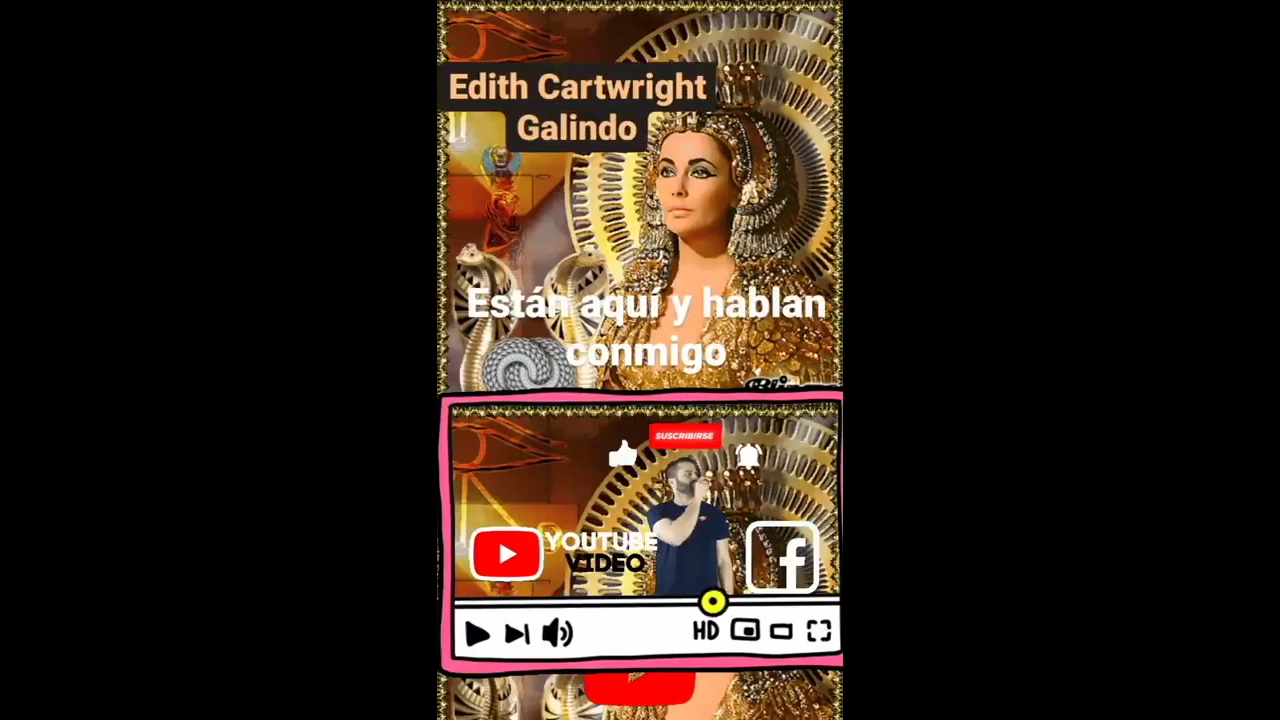 Edith Cartwright
Galindo
Están aquí y hablan
conmigo
SUSCRIBIRSE
YOUTUBE
VIDEO
HD